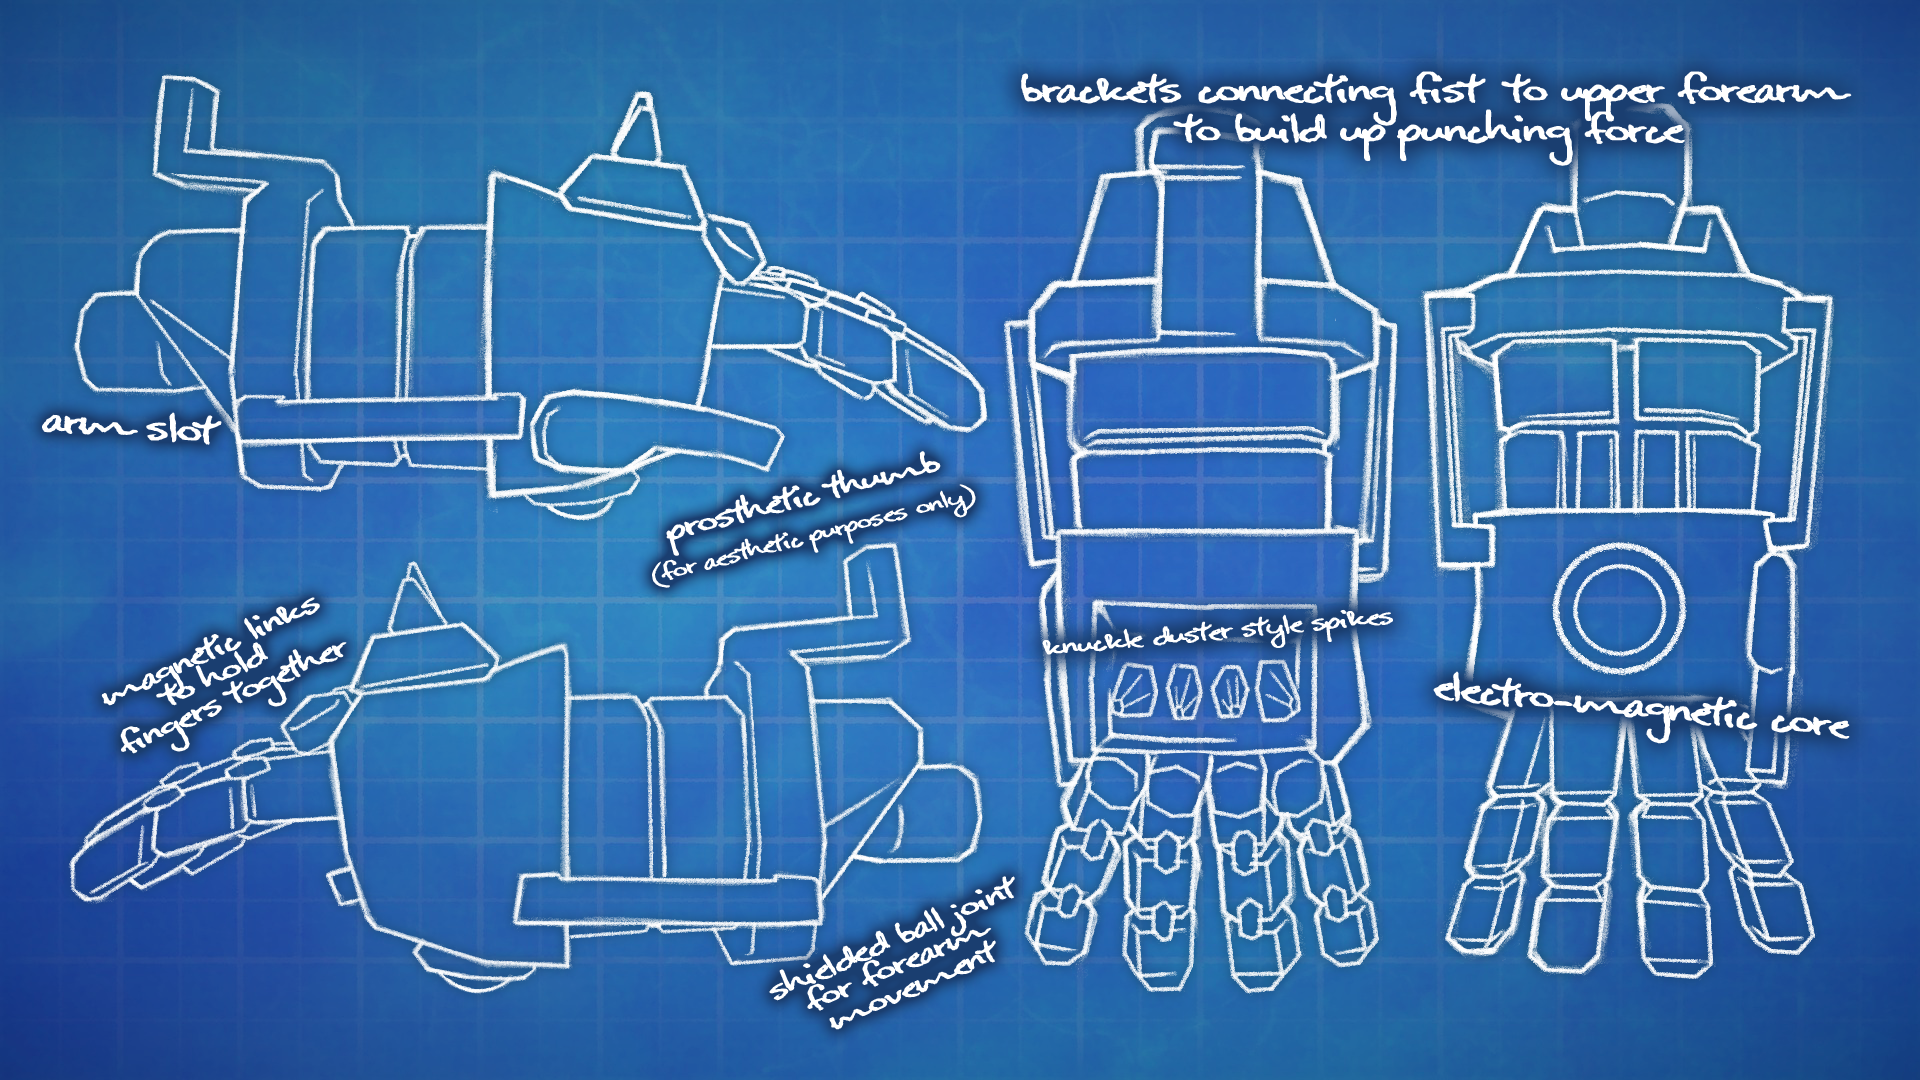 brackets connecting fist to upper forearm
to build up punching force
arm slot
prosthetic thumb
(for aesthetic purposes only)
magnetic links
to hold
fingers together
knuckle duster style spikes
electro-magnetic core
shielded ball joint
for forearm
movement